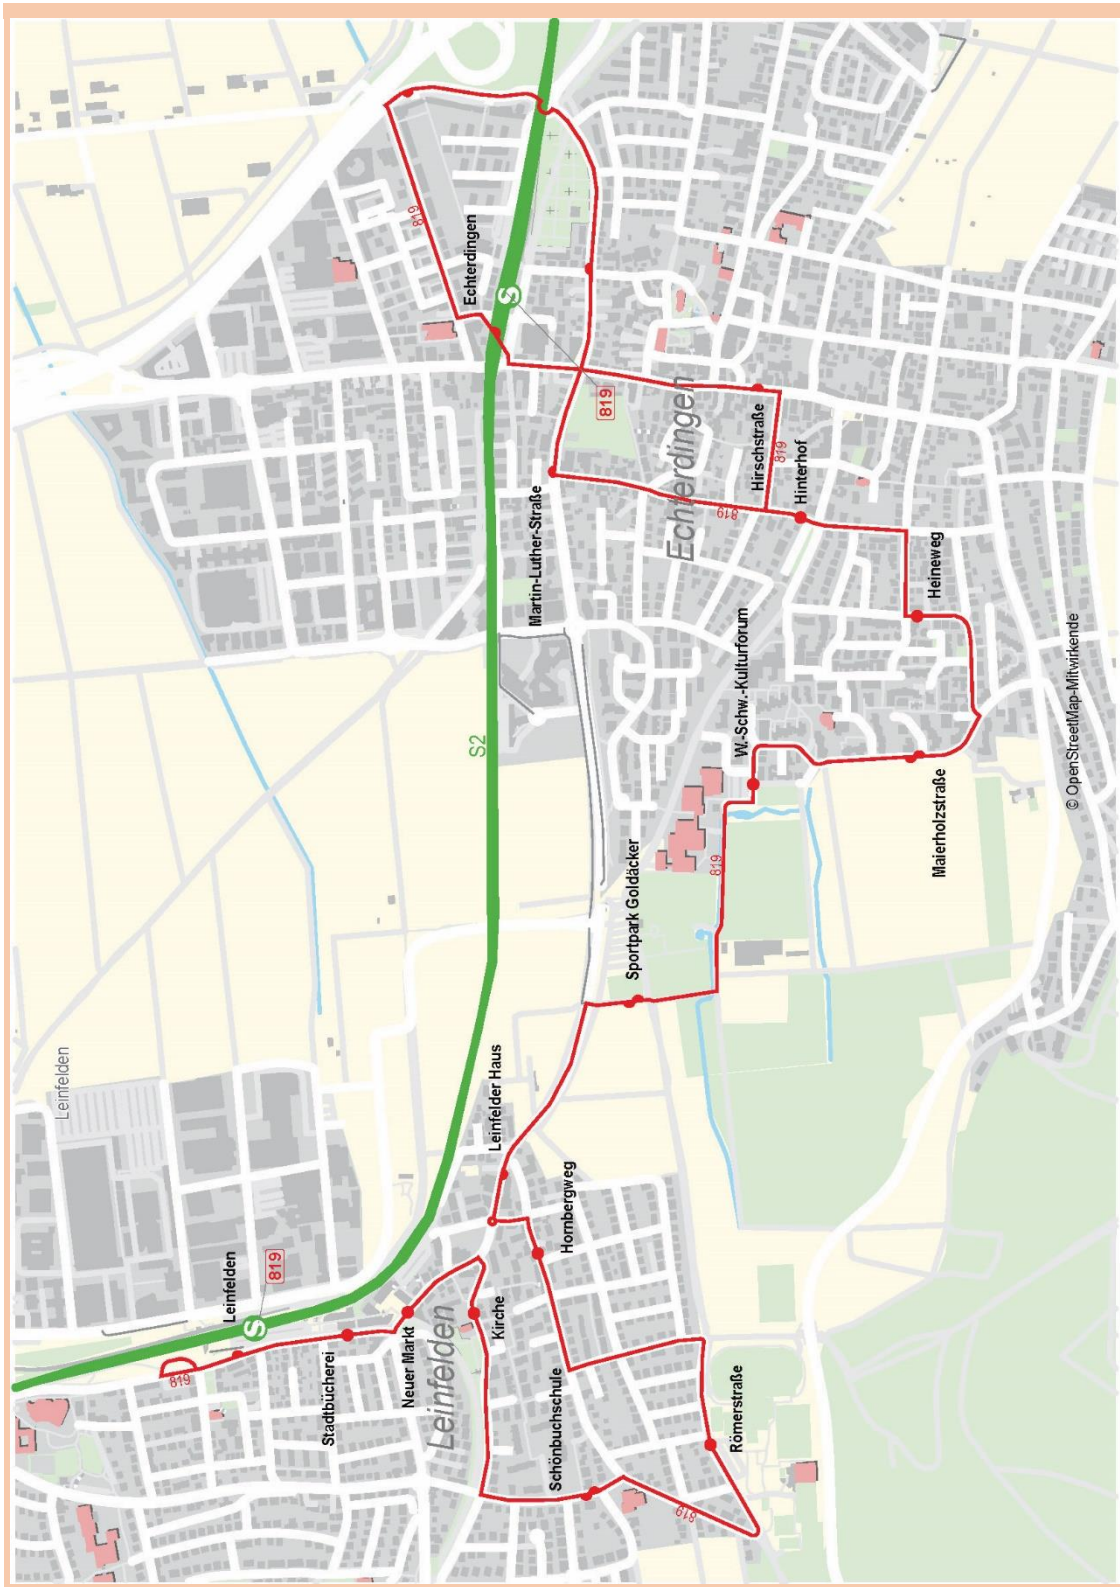 Leinfelden
819
Leinfelden
819
Stadtbücherei
Neuer Markt
Leinfelden
Kirche
Schönbuchschule
819
Römerstraße
Hornbergweg
Leinfelder Haus
Sportpark Goldäcker
819
W.-Schw.-Kulturforum
Maierholzstraße
Heineweg
Hinterhof
Hirschstraße
819
819
Echterdingen
Martin-Luther-Straße
819
S2
Echterdingen
819
S
S
© OpenStreetMap-Mitwirkende